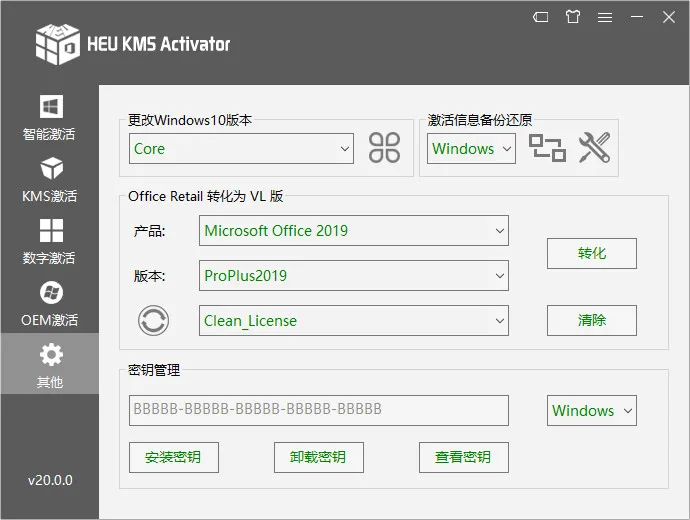 HEU KMS Activator
智能激活
KMS激活
数字激活
OEM激活
其他
v20.0.0
更改Windows10版本
Core
激活信息备份还原
Windows
Office Retail 转化为 VL 版
产品:
Microsoft Office 2019
转化
版本:
ProPlus2019
Clean_License
清除
密钥管理
BBBBB-BBBBB-BBBBB-BBBBB-BBBBB
Windows
安装密钥
卸载密钥
查看密钥